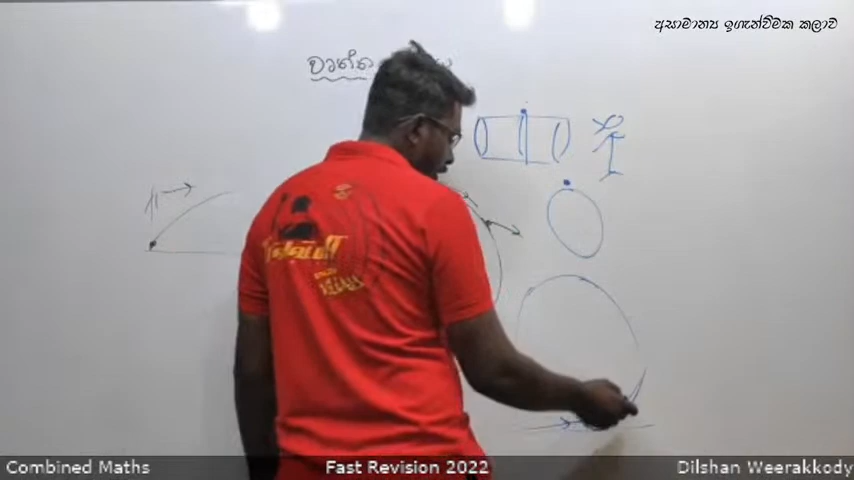 අසාමාන්‍ය ඉගැන්වීමක කලාව
වෘත්ත
Combined Maths
Fast Revision 2022
Dilshan Weerakkody